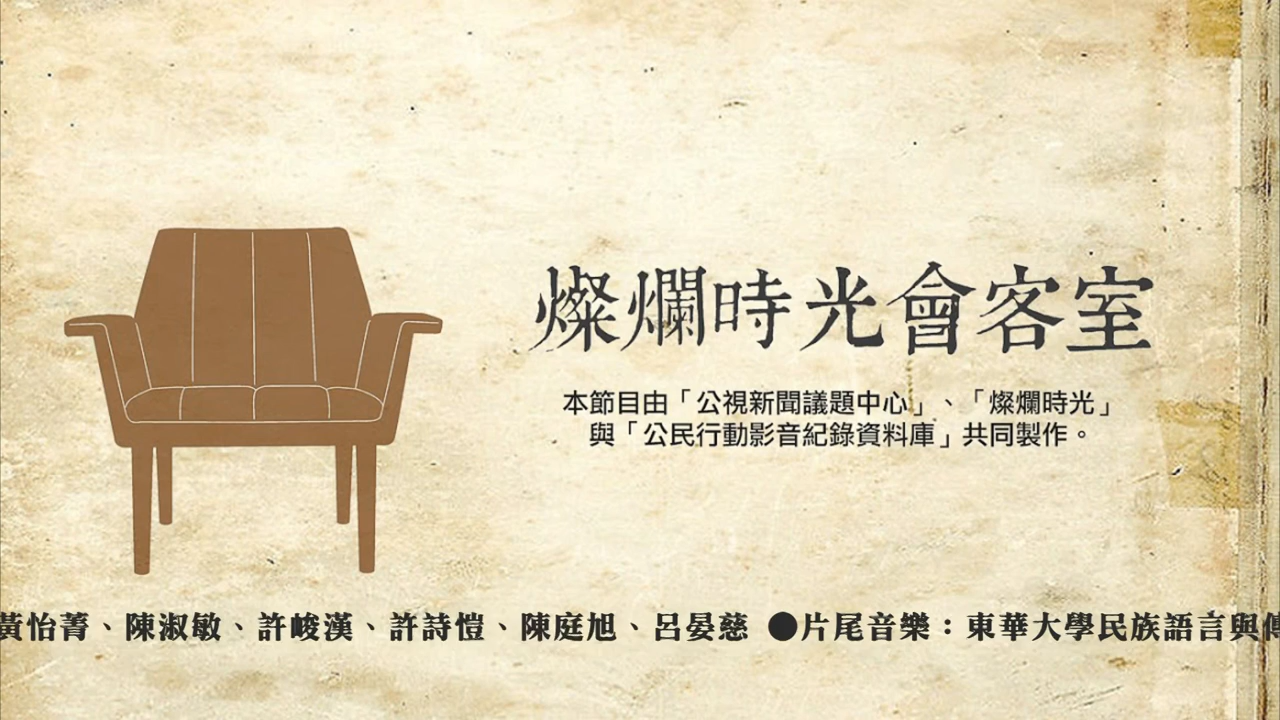 燦爛時光會客室
本節目由「公視新聞議題中心」、「燦爛時光」
與「公民行動影音紀錄資料庫」共同製作。
黃怡菁、陳淑敏、許峻漢、許詩愷、陳庭旭、呂晏慈 ●片尾音樂：東華大學民族語言與傳